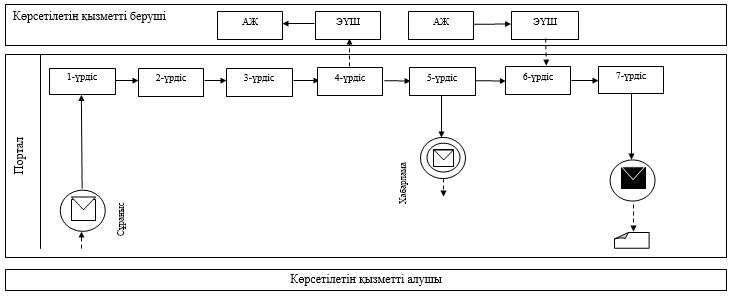 Көрсетілетін қызметті беруші
АЖ
ЭҮШ
АЖ
ЭҮШ
Портал
1-үрдіс
2-үрдіс
3-үрдіс
4-үрдіс
5-үрдіс
6-үрдіс
7-үрдіс
Сұраныс
Хабарлама
Көрсетілетін қызметті алушы